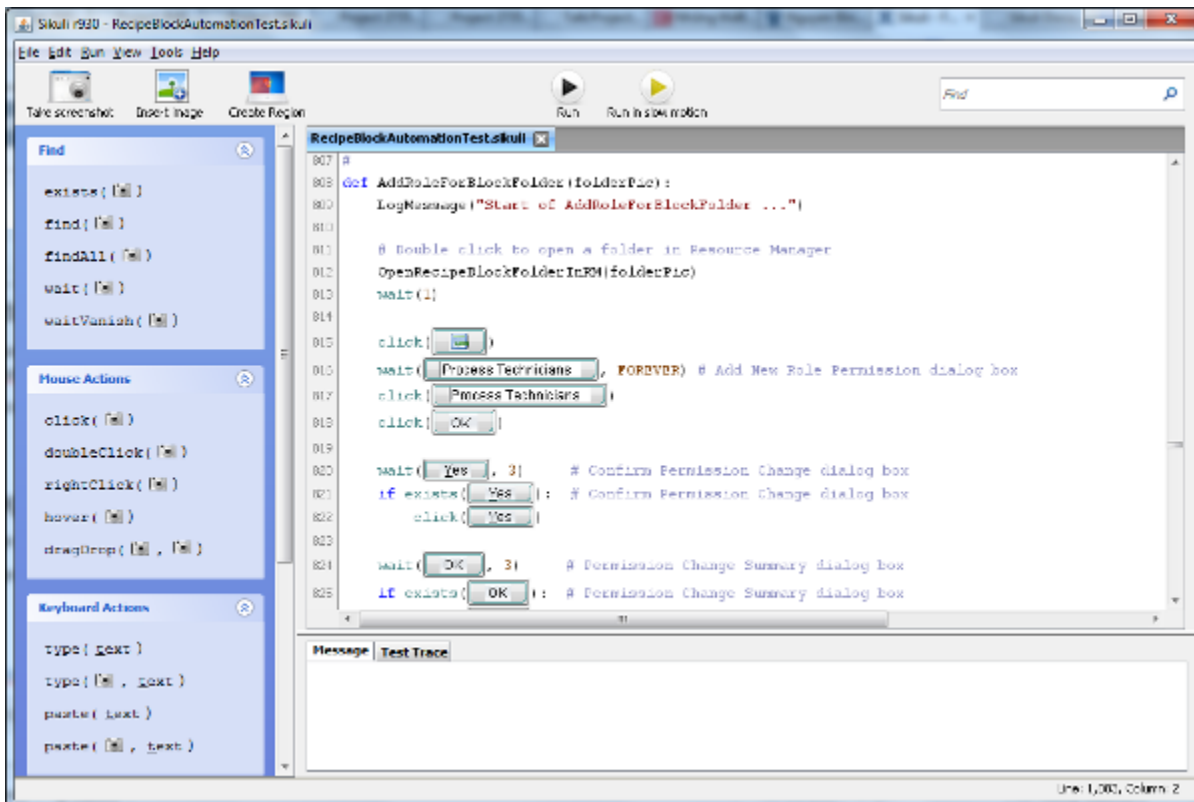 Sikuli r930 - RecipeBlockAutomationTest.sikuli
File Edit Run View Tools Help
Take screenshot Insert image Create Region Run Run in slow motion Find
RecipeBlockAutomationTest.sikuli
Find
exists( )
find( )
findAll( )
wait( )
waitVanish( )
Mouse Actions
click( )
doubleClick( )
rightClick( )
hover( )
dragDrop( , )
Keyboard Actions
type( text )
type( , text )
paste( text )
paste( , text )
807 #
808 def AddRoleForBlockFolder(folderPic):
809 LogMessage("Start of AddRoleForBlockFolder ...")
810
811 # Double click to open a folder in Resource Manager
812 OpenRecipeBlockFolderInRM(folderPic)
813 wait(1)
814
815 click( )
816 wait( Process Technicians , FOREVER) # Add New Role Permission dialog box
817 click( Process Technicians )
818 click( OK )
819
820 wait( Yes , 3) # Confirm Permission Change dialog box
821 if exists( Yes ): # Confirm Permission Change dialog box
822 click( Yes )
823
824 wait( OK , 3) # Permission Change Summary dialog box
825 if exists( OK ): # Permission Change Summary dialog box
Message Test Trace
Column: 2